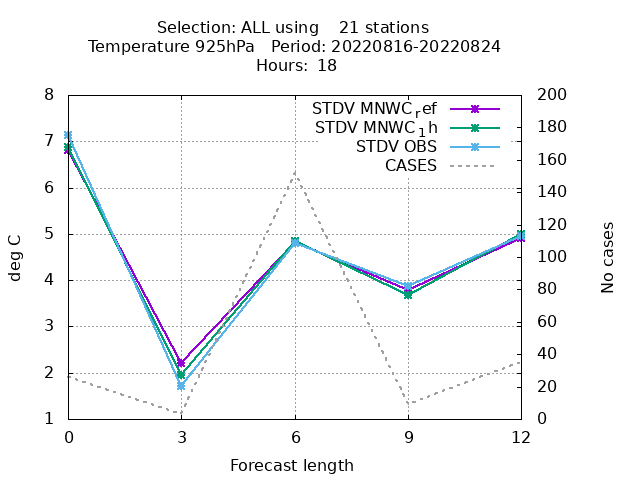 Selection: ALL using    21 stations
Temperature 925hPa   Period: 20220816-20220824
Hours: 18
STDV MNWC_ref
STDV MNWC_1h
STDV OBS
CASES
8
7
6
5
4
3
2
1
deg C
200
180
160
140
120
100
80
60
40
20
0
No cases
0 3 6 9 12
Forecast length